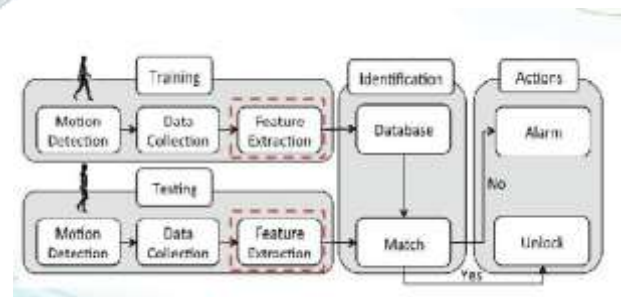 Training
Identification
Actions
Motion
Detection
Data
Collection
Feature
Extraction
Database
Alarm
Testing
No
Motion
Detection
Data
Collection
Feature
Extraction
Match
Unlock
Yes